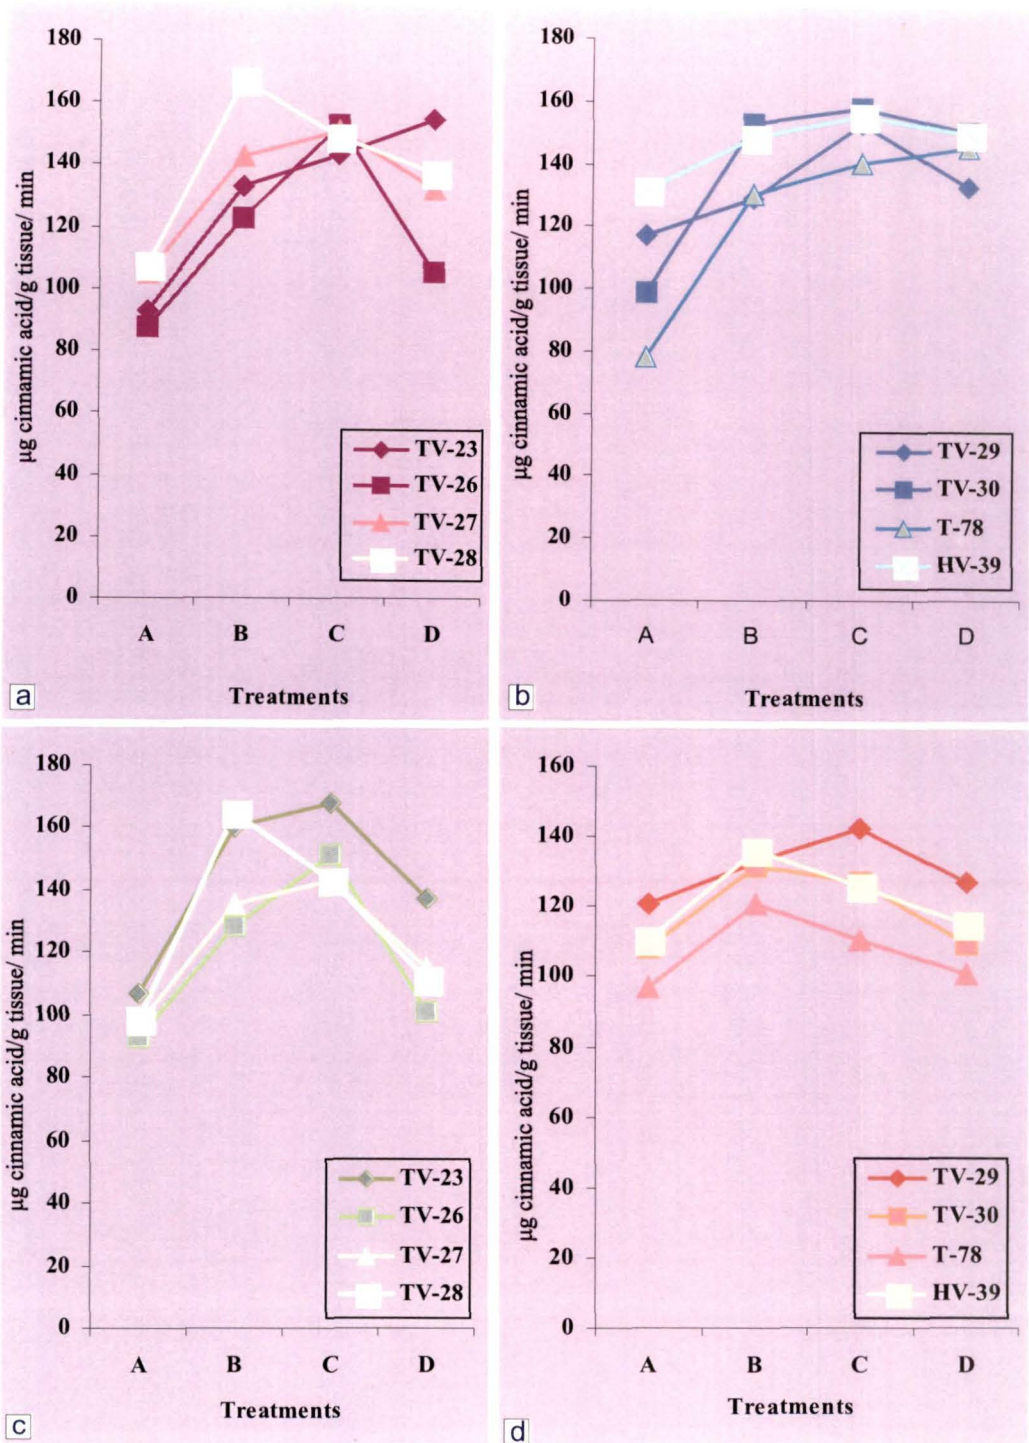 180
160
140
120
100
80
60
40
20
0
µg cinnamic acid/g tissue/ min
TV-23
TV-26
TV-27
TV-28
A B C D
Treatments
a
180
160
140
120
100
80
60
40
20
0
µg cinnamic acid/g tissue/ min
TV-29
TV-30
T-78
HV-39
A B C D
Treatments
b
180
160
140
120
100
80
60
40
20
0
µg cinnamic acid/g tissue/ min
TV-23
TV-26
TV-27
TV-28
A B C D
Treatments
c
160
140
120
100
80
60
40
20
0
µg cinnamic acid/g tissue/ min
TV-29
TV-30
T-78
HV-39
A B C D
Treatments
d